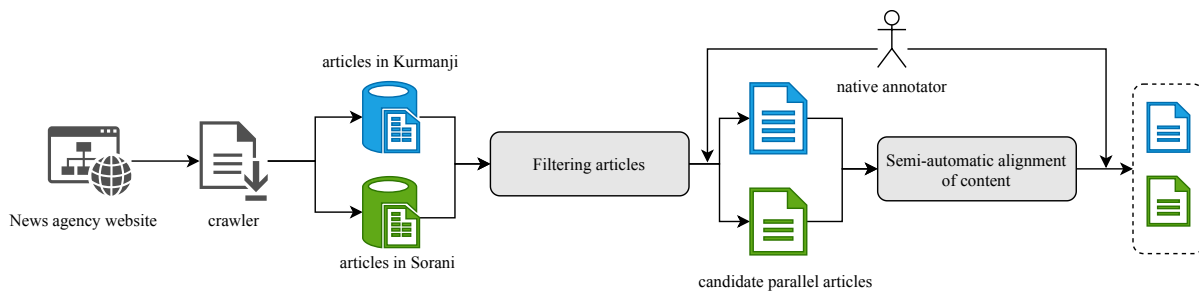 News agency website
crawler
articles in Kurmanji
articles in Sorani
Filtering articles
native annotator
candidate parallel articles
Semi-automatic alignment
of content